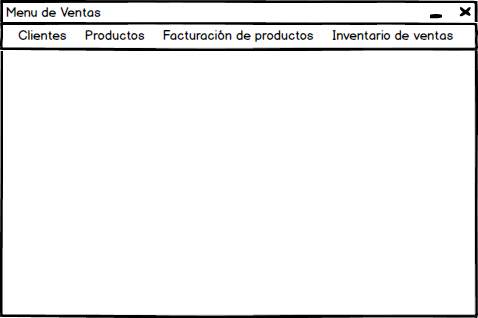 Menu de Ventas
Clientes Productos Facturación de productos Inventario de ventas